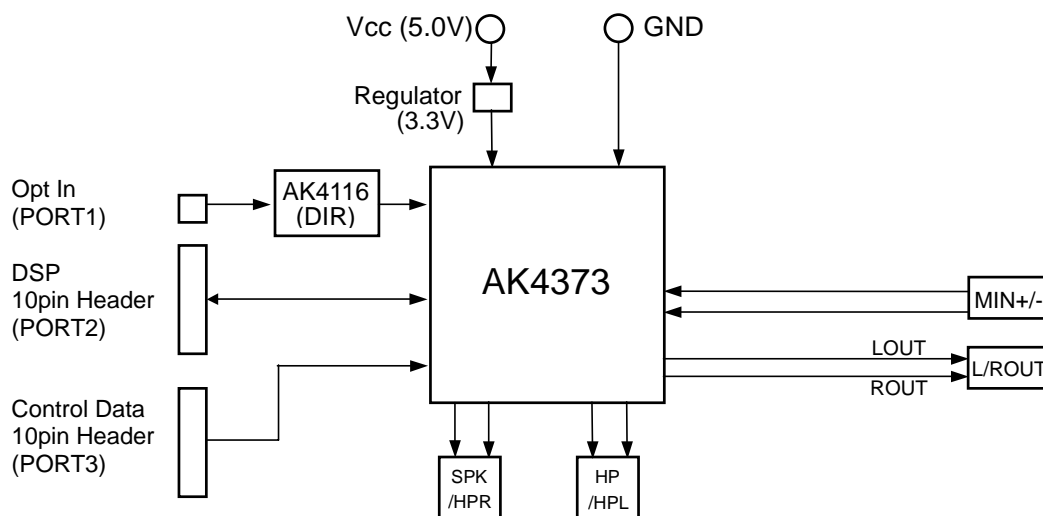 Vcc (5.0V)
GND
Regulator
(3.3V)
Opt In
(PORT1)
AK4116
(DIR)
DSP
10pin Header
(PORT2)
AK4373
MIN+/-
LOUT
L/ROUT
ROUT
Control Data
10pin Header
(PORT3)
SPK
/HPR
HP
/HPL